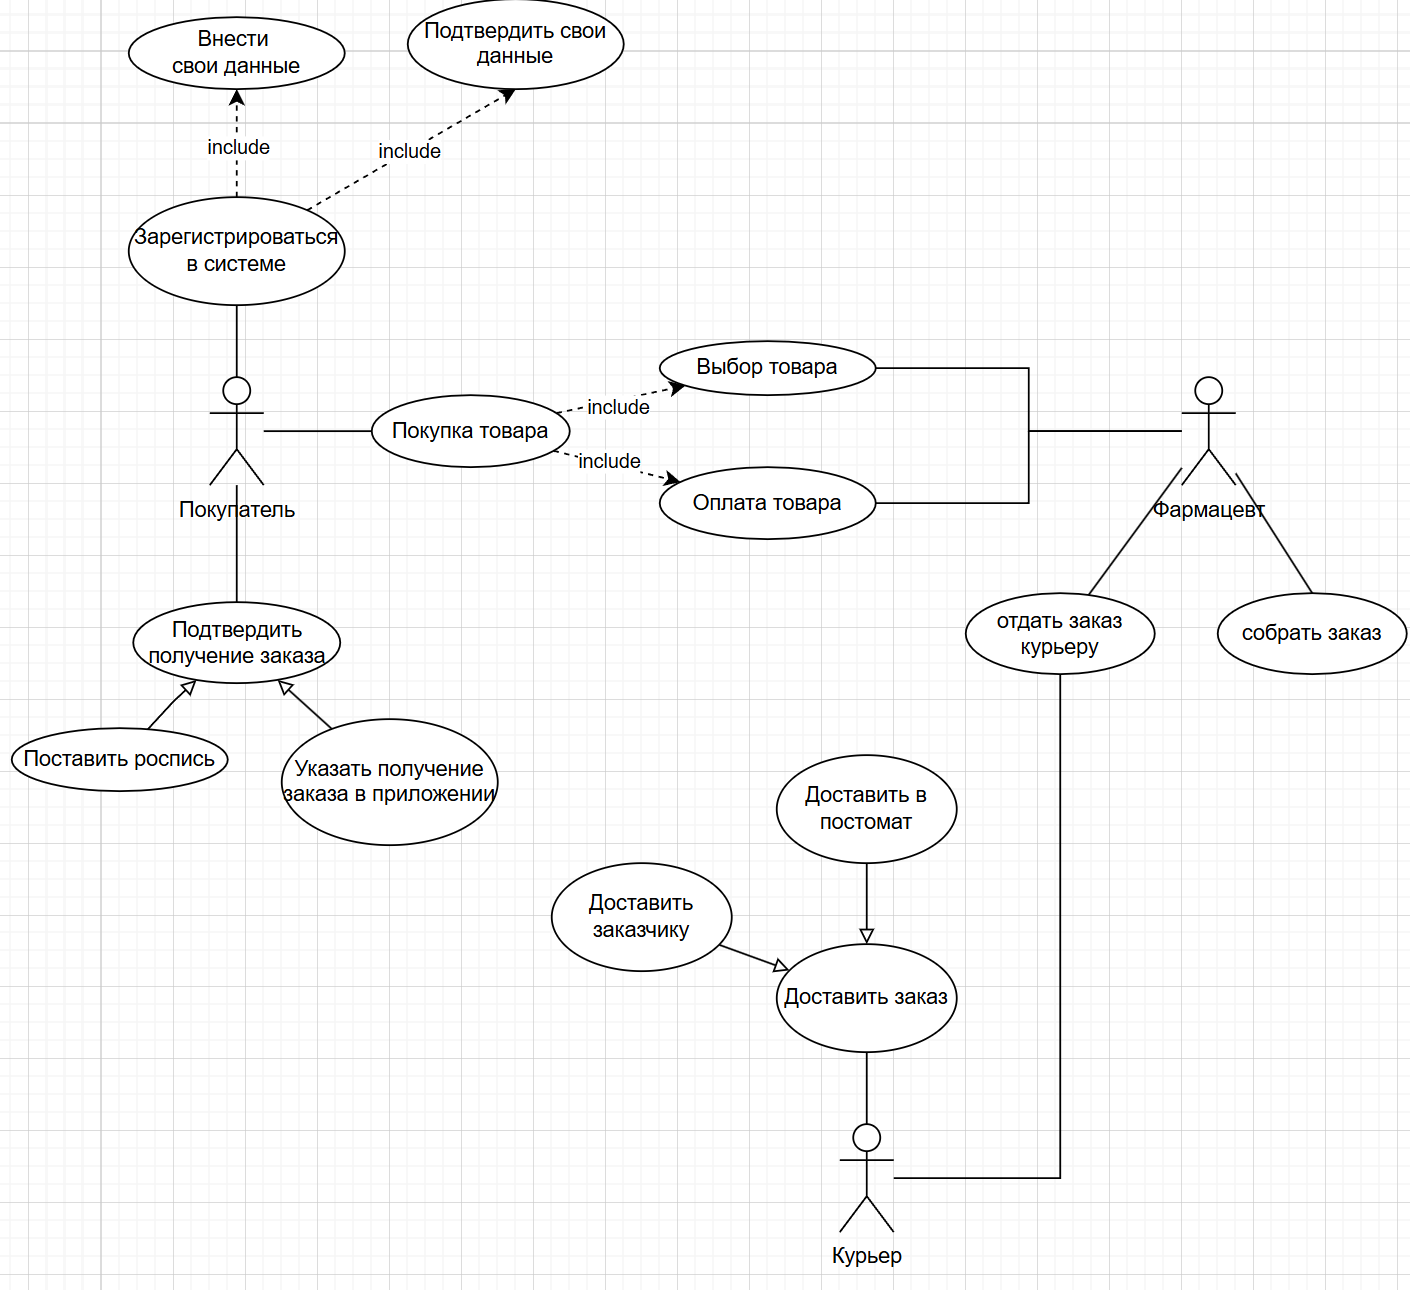 Внести
свои данные
Подтвердить свои
данные
include
include
Зарегистрироваться
в системе
Выбор товара
include
Покупка товара
include
Оплата товара
Покупатель
Фармацевт
Подтвердить
получение заказа
отдать заказ
курьеру
собрать заказ
Поставить роспись
Указать получение
заказа в приложении
Доставить в
постомат
Доставить
заказчику
Доставить заказ
Курьер